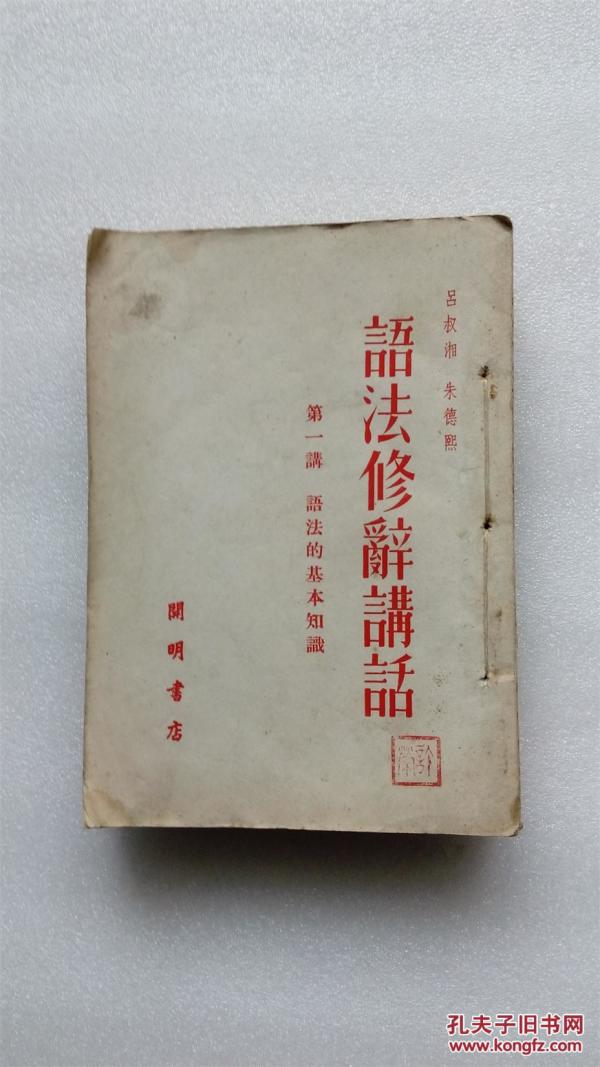 呂叔湘 朱德熙
語法修辭講話
第一講 語法的基本知識
開明書店
孔夫子旧书网
www.kongfz.com